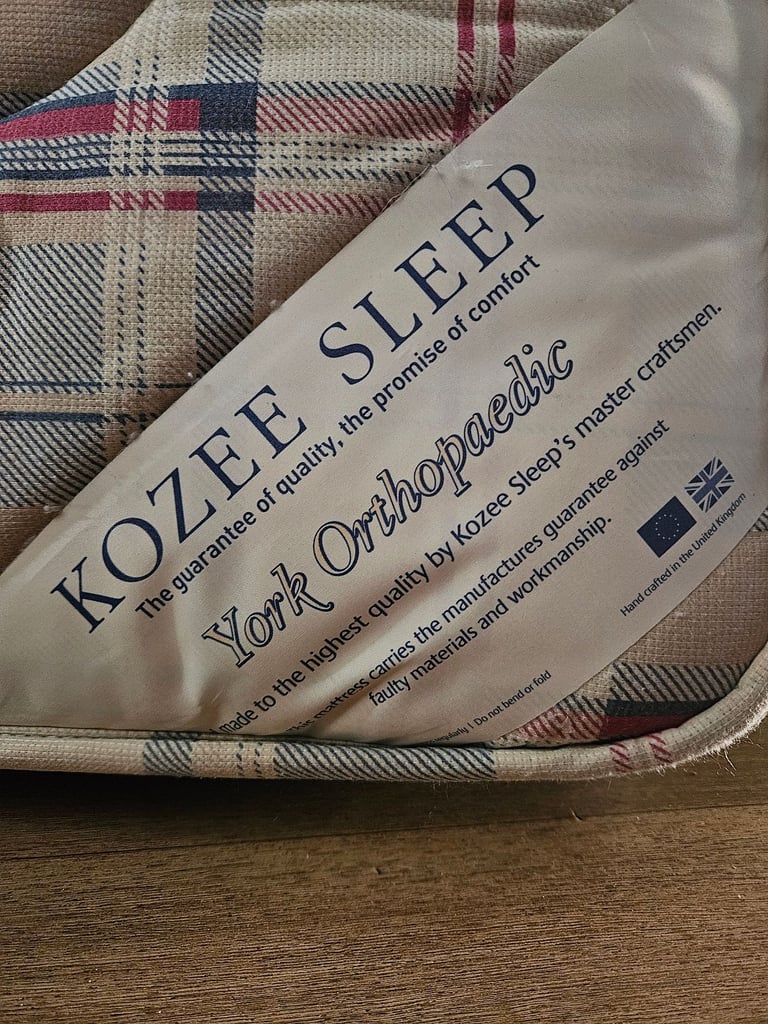 KOZEE SLEEP
The guarantee of quality, the promise of comfort
York Orthopaedic
made to the highest quality by Kozee Sleep's master craftsmen.
mattress carries the manufactures guarantee against
faulty materials and workmanship.
regularly | Do not bend or fold
Hand crafted in the United Kingdom